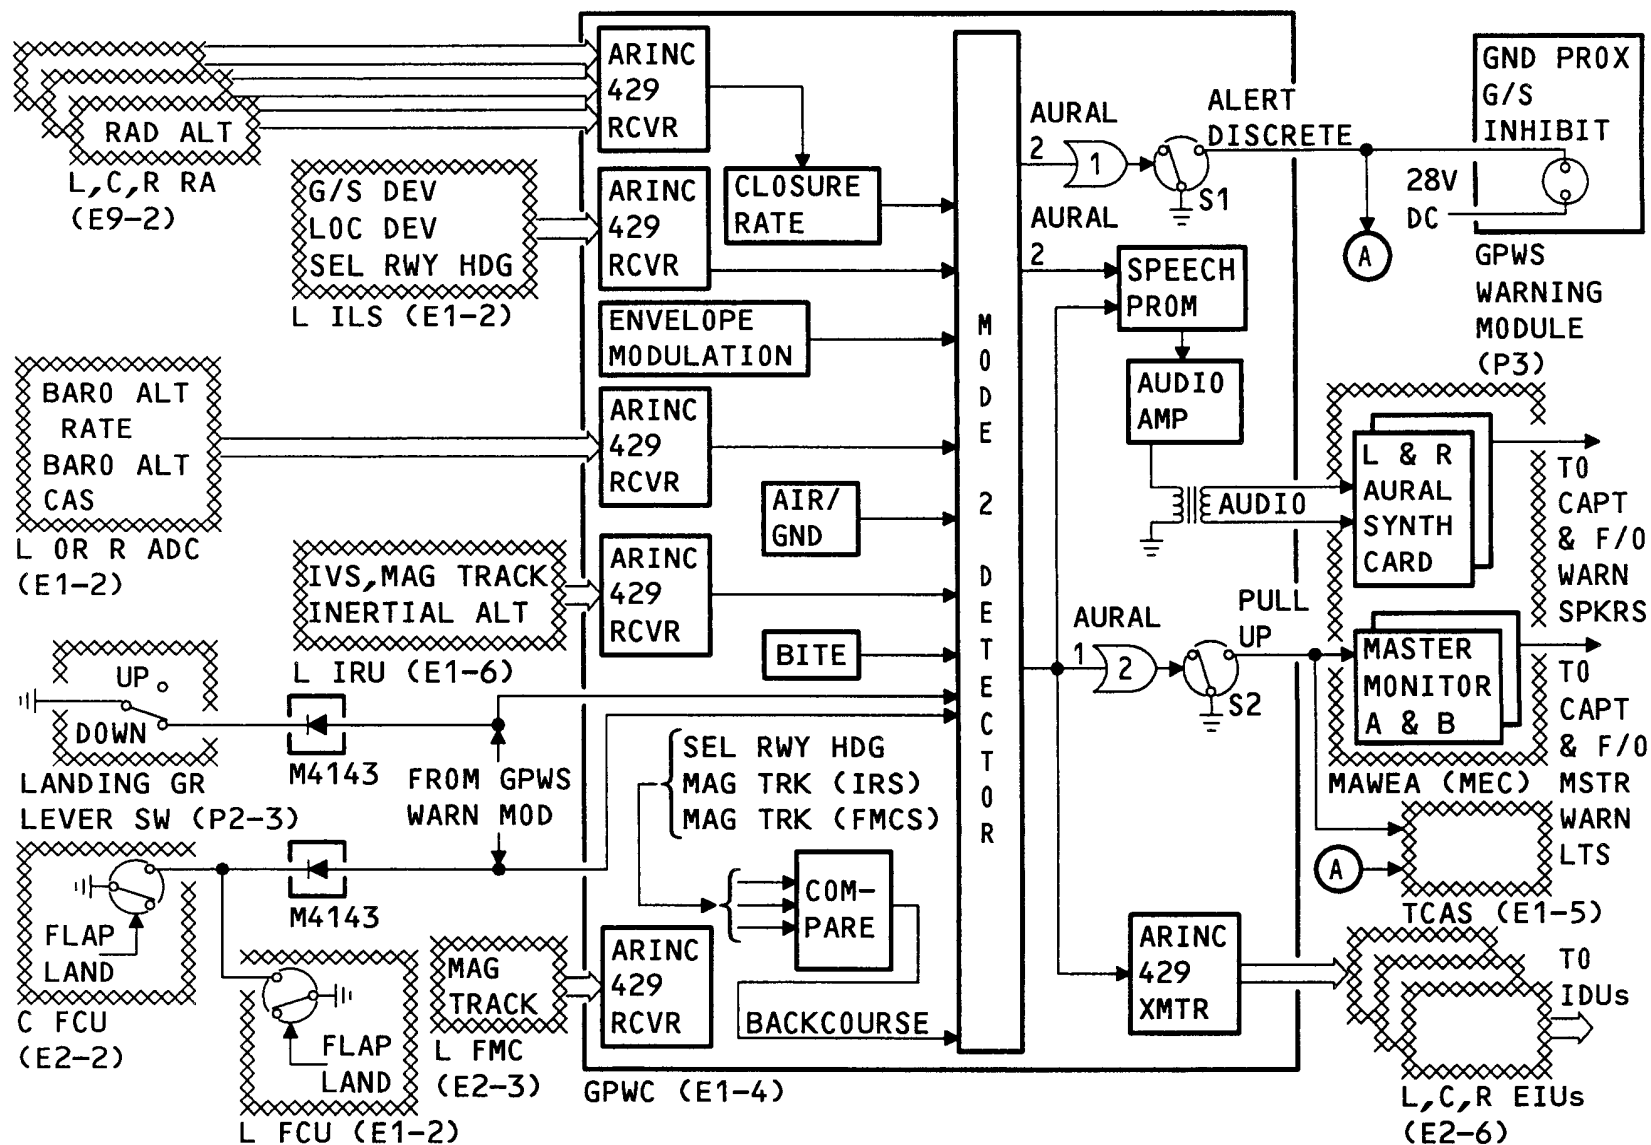 RAD ALT
L,C,R RA
(E9-2)
G/S DEV
LOC DEV
SEL RWY HDG
L ILS (E1-2)
BARO ALT
RATE
BARO ALT
CAS
L OR R ADC
(E1-2)
IVS,MAG TRACK
INERTIAL ALT
L IRU (E1-6)
UP
DOWN
LANDING GR
LEVER SW (P2-3)
M4143
FROM GPWS
WARN MOD
M4143
FLAP
LAND
C FCU
(E2-2)
FLAP
LAND
L FCU (E1-2)
MAG
TRACK
L FMC
(E2-3)
ARINC
429
RCVR
ARINC
429
RCVR
CLOSURE
RATE
ENVELOPE
MODULATION
ARINC
429
RCVR
AIR/
GND
ARINC
429
RCVR
BITE
SEL RWY HDG
MAG TRK (IRS)
MAG TRK (FMCS)
COM-
PARE
ARINC
429
RCVR
BACKCOURSE
GPWC (E1-4)
MODE 2 DETECTOR
AURAL
2
1
S1
ALERT
DISCRETE
AURAL
2
SPEECH
PROM
AUDIO
AMP
AUDIO
AURAL
1
2
S2
PULL
UP
ARINC
429
XMTR
GND PROX
G/S
INHIBIT
28V
DC
A
GPWS
WARNING
MODULE
(P3)
L & R
AURAL
SYNTH
CARD
TO
CAPT
& F/O
WARN
SPKRS
MASTER
MONITOR
A & B
MAWEA (MEC)
TO
CAPT
& F/O
MSTR
WARN
LTS
A
TCAS (E1-5)
TO
IDUs
L,C,R EIUs
(E2-6)